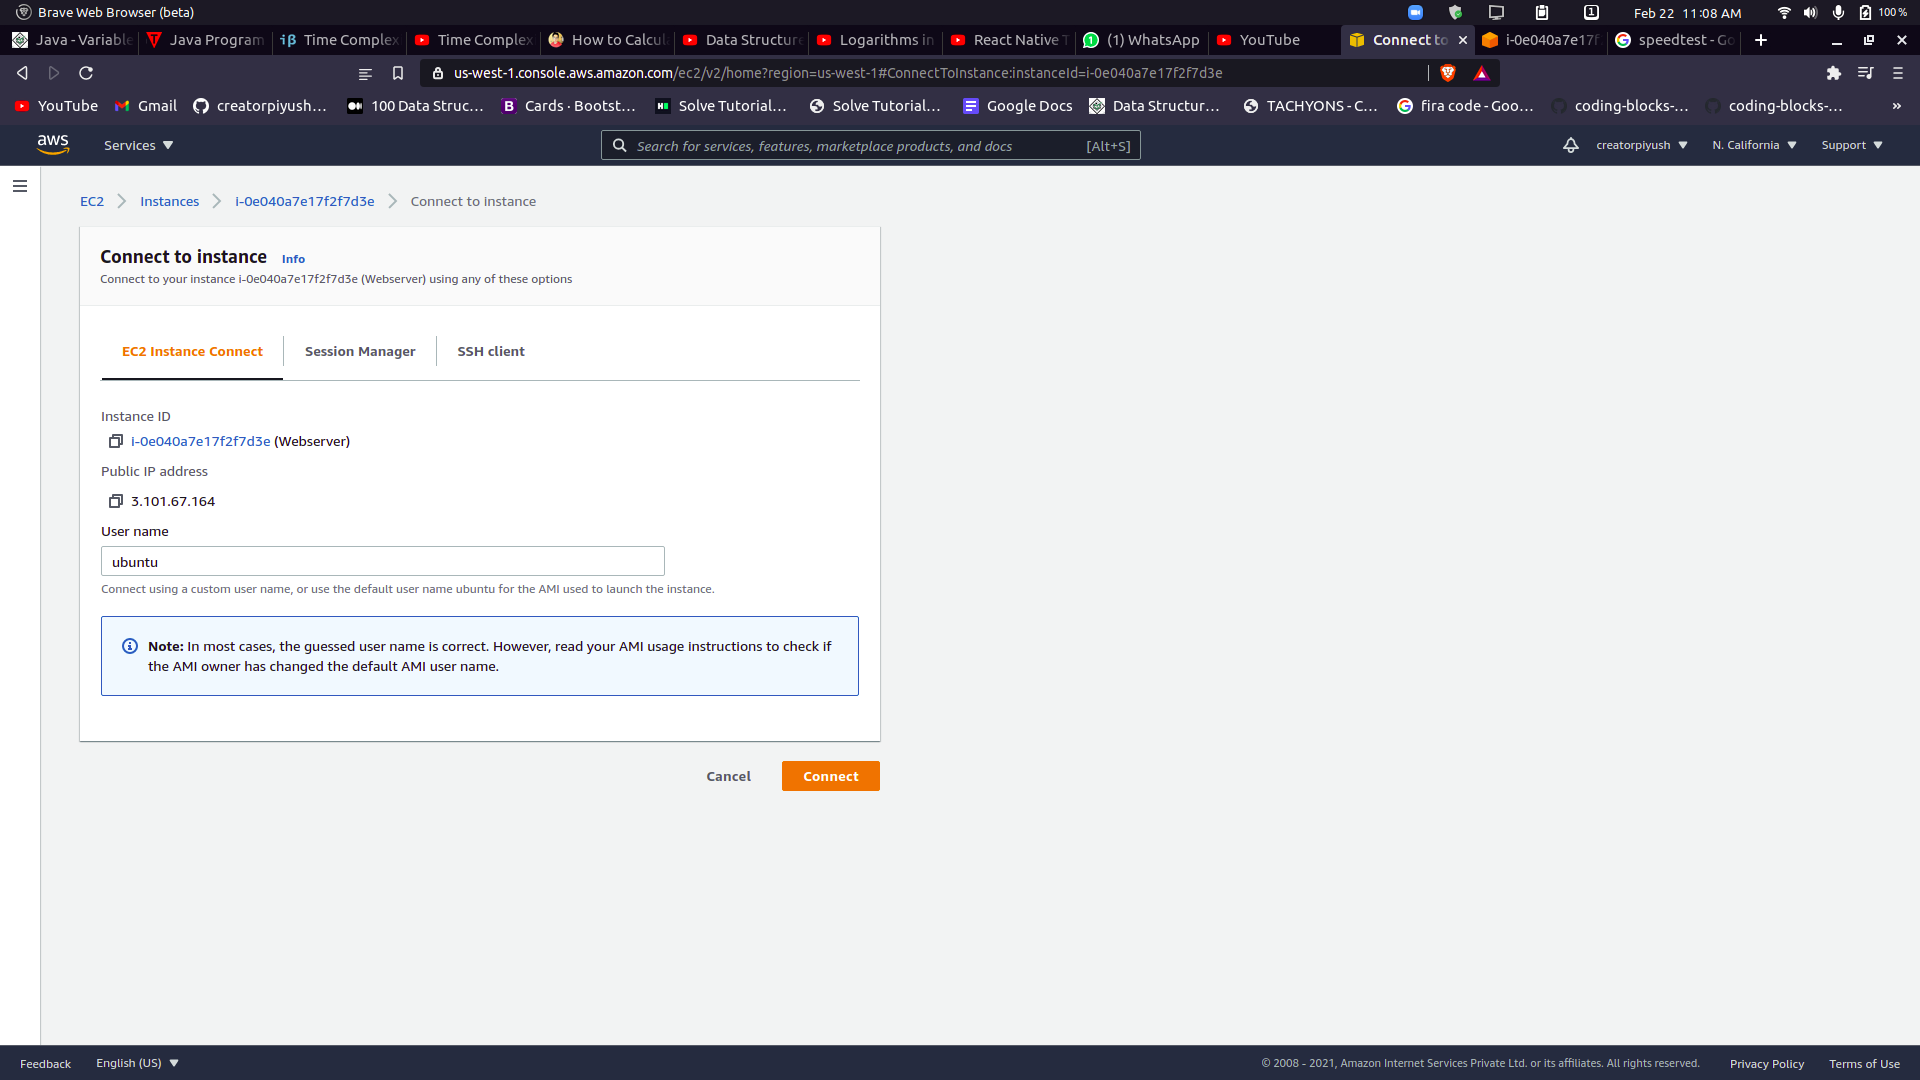 Brave Web Browser (beta)
Feb 22 11:08 AM
100 %
Java - Variable
Java Program
Time Complex
Time Complex
How to Calcul
Data Structure
Logarithms in
React Native T
(1) WhatsApp
YouTube
Connect to
i-0e040a7e17f
speedtest - Go
us-west-1.console.aws.amazon.com/ec2/v2/home?region=us-west-1#ConnectToInstance:instanceId=i-0e040a7e17f2f7d3e
YouTube
Gmail
creatorpiyush...
100 Data Struc...
Cards · Bootst...
Solve Tutorial...
Solve Tutorial...
Google Docs
Data Structur...
TACHYONS - C...
fira code - Goo...
coding-blocks-...
coding-blocks-...
»
aws
Services
Search for services, features, marketplace products, and docs
[Alt+S]
creatorpiyush
N. California
Support
EC2
Instances
i-0e040a7e17f2f7d3e
Connect to instance
Connect to instance
Info
Connect to your instance i-0e040a7e17f2f7d3e (Webserver) using any of these options
EC2 Instance Connect
Session Manager
SSH client
Instance ID
i-0e040a7e17f2f7d3e (Webserver)
Public IP address
3.101.67.164
User name
ubuntu
Connect using a custom user name, or use the default user name ubuntu for the AMI used to launch the instance.
Note: In most cases, the guessed user name is correct. However, read your AMI usage instructions to check if
the AMI owner has changed the default AMI user name.
Cancel
Connect
Feedback
English (US)
© 2008 - 2021, Amazon Internet Services Private Ltd. or its affiliates. All rights reserved.
Privacy Policy
Terms of Use